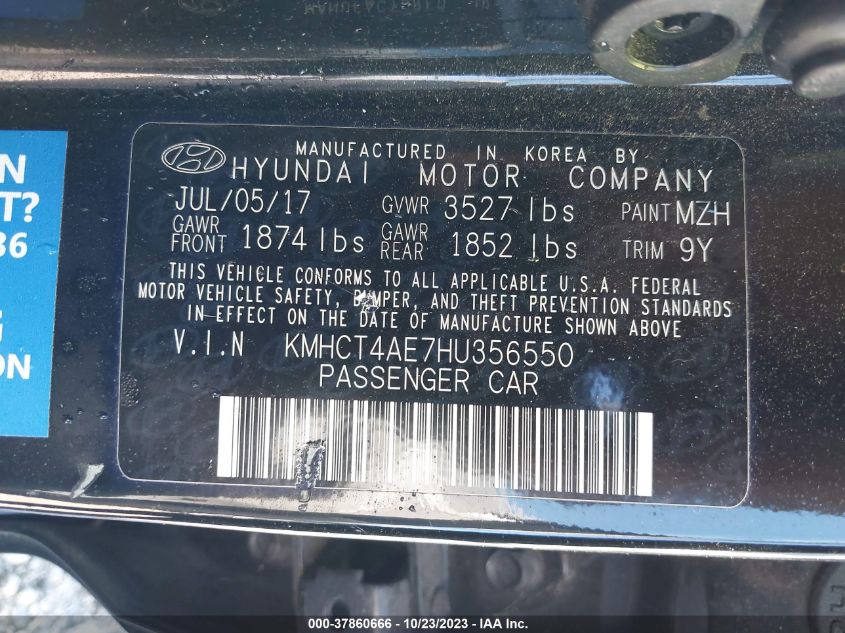 MANUFACTURED IN KOREA BY
HYUNDAI MOTOR COMPANY
JUL/05/17 GVWR 3527 lbs PAINT MZH
GAWR FRONT 1874 lbs GAWR REAR 1852 lbs TRIM 9Y
THIS VEHICLE CONFORMS TO ALL APPLICABLE U.S.A. FEDERAL
MOTOR VEHICLE SAFETY, BUMPER, AND THEFT PREVENTION STANDARDS
IN EFFECT ON THE DATE OF MANUFACTURE SHOWN ABOVE
V.I.N KMHCT4AE7HU356550
PASSENGER CAR
N
T?
36
G
ON
000-37860666 - 10/23/2023 - IAA Inc.